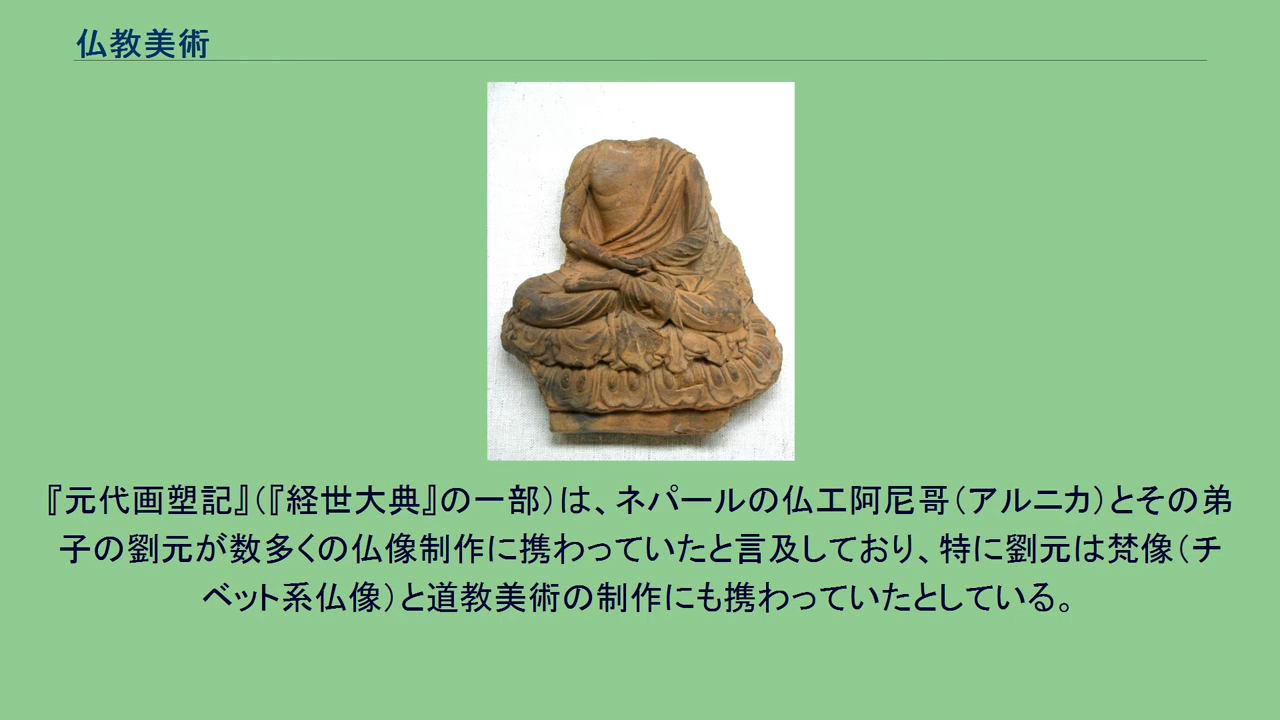 仏教美術
『元代画塑記』（『経世大典』の一部）は、ネパールの仏工阿尼哥（アルニカ）とその弟
子の劉元が数多くの仏像制作に携わっていたと言及しており、特に劉元は梵像（チ
ベット系仏像）と道教美術の制作にも携わっていたとしている。